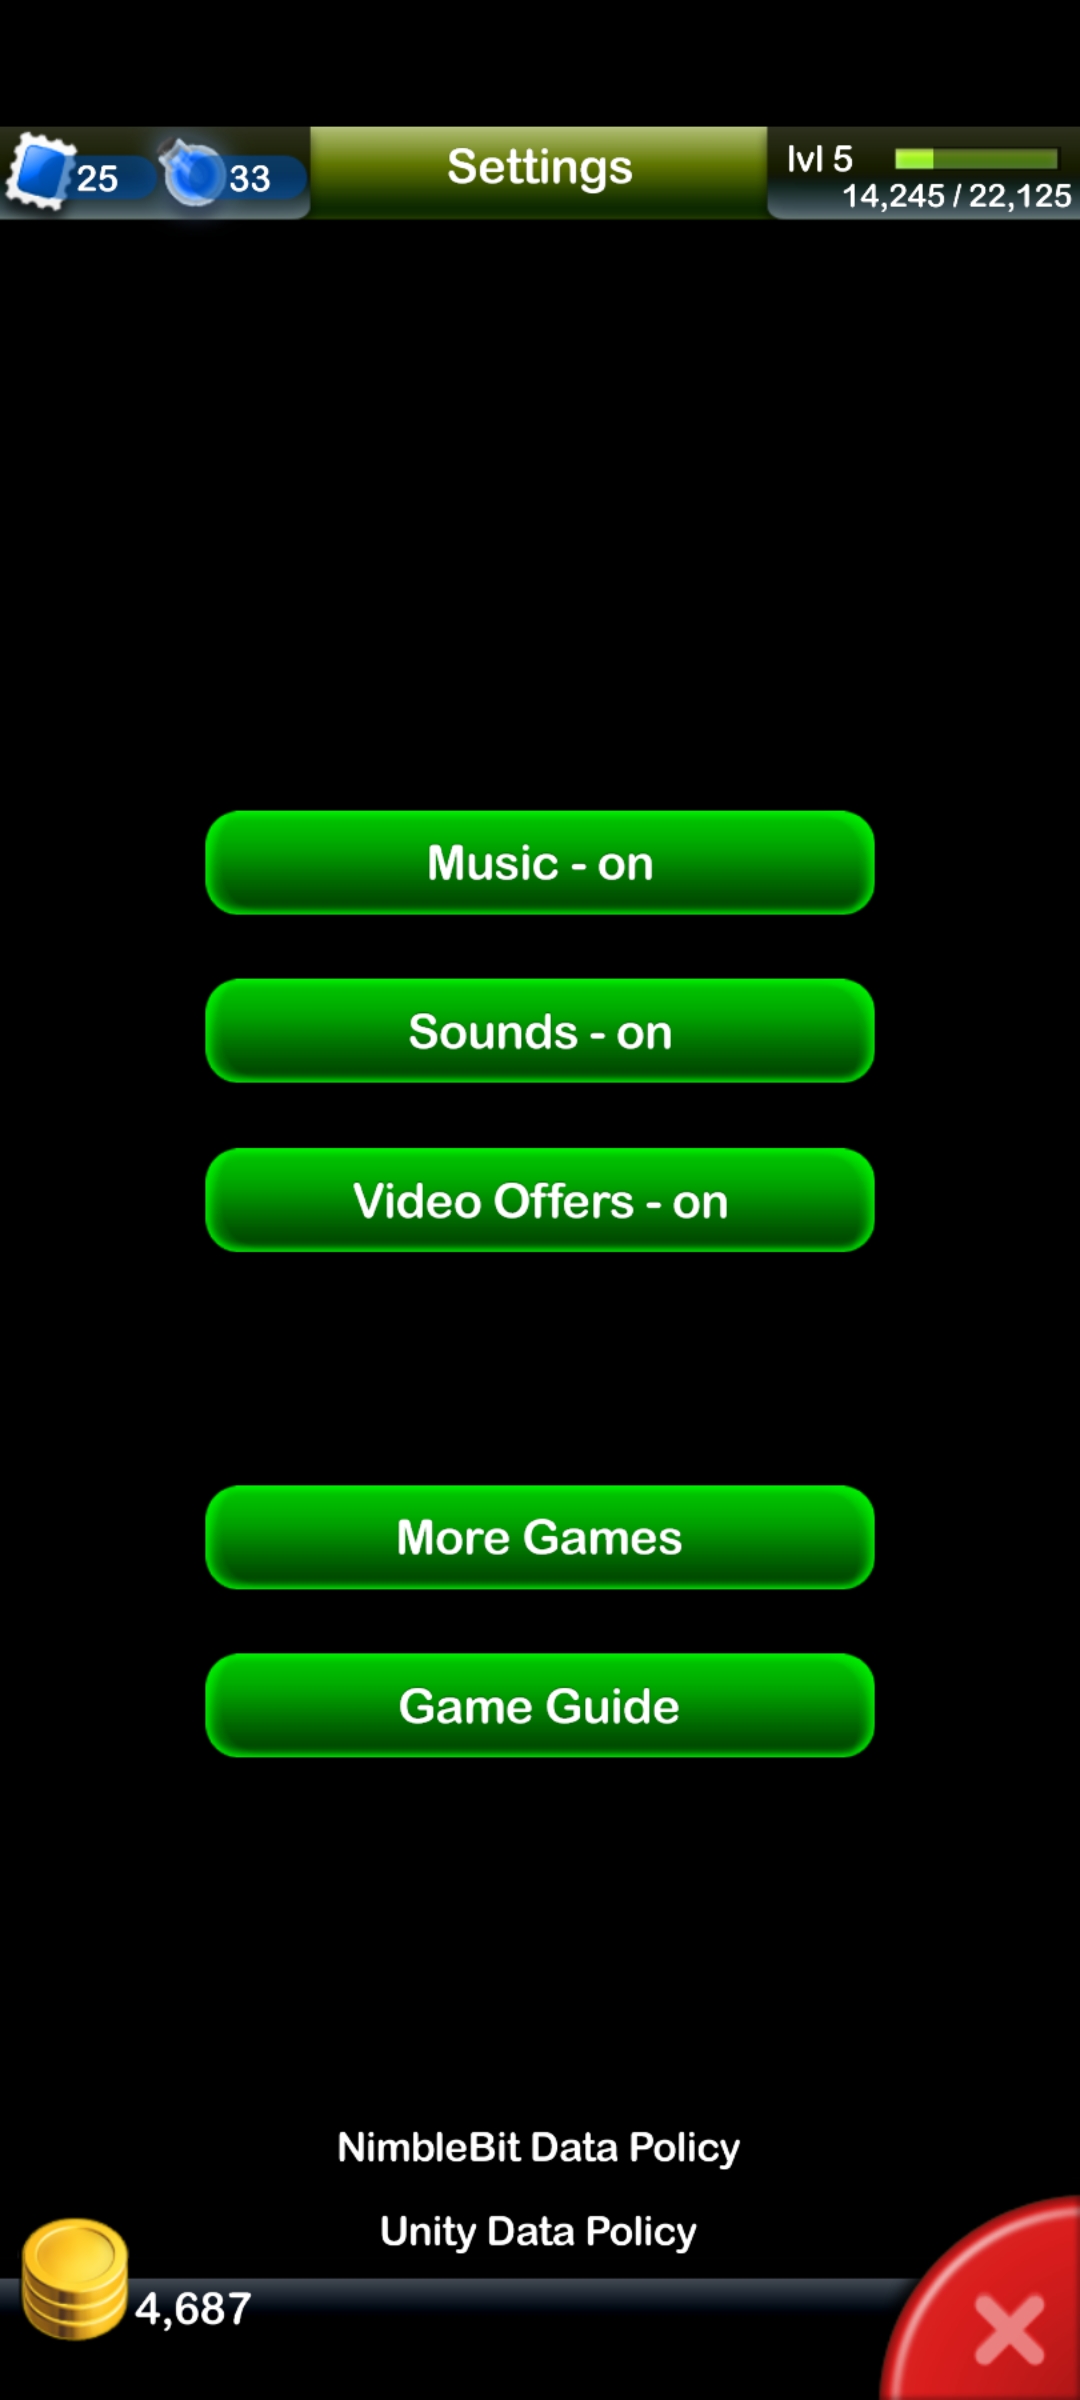 25
33
Settings
lvl 5
14,245 / 22,125
Music - on
Sounds - on
Video Offers - on
More Games
Game Guide
NimbleBit Data Policy
Unity Data Policy
4,687